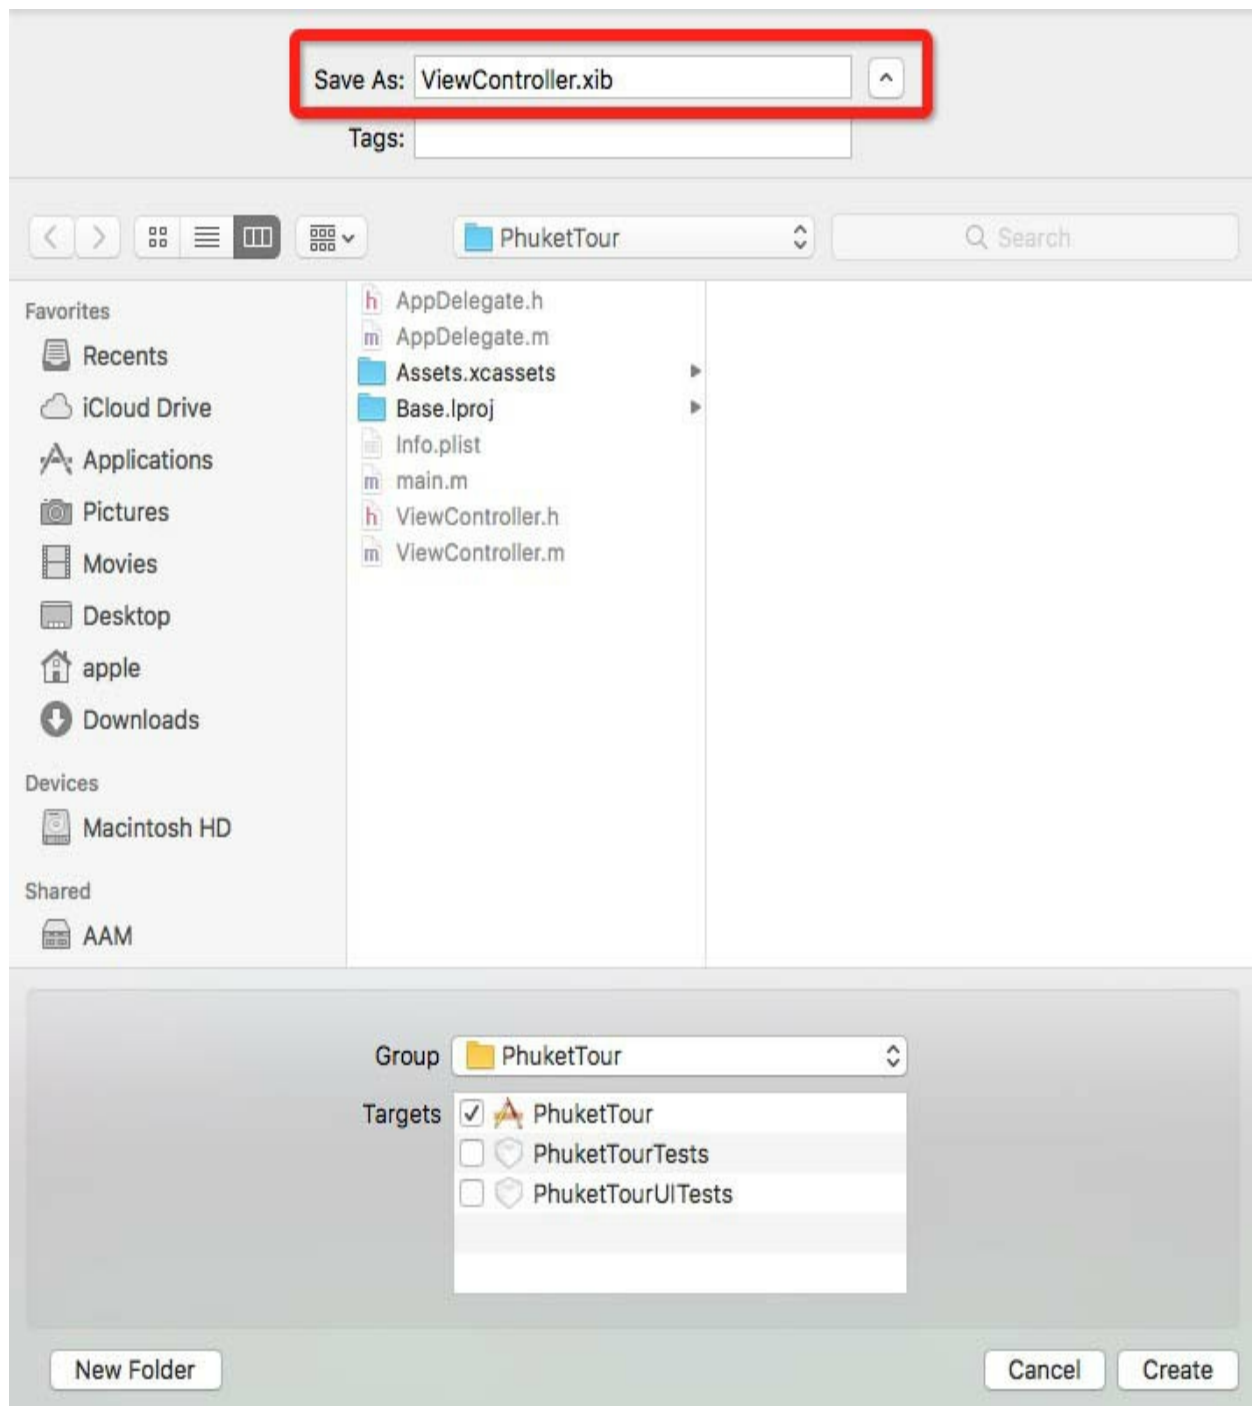 Save As: ViewController.xib
Tags:
PhuketTour
Search
Favorites
Recents
iCloud Drive
Applications
Pictures
Movies
Desktop
apple
Downloads
Devices
Macintosh HD
Shared
AAM
h AppDelegate.h
m AppDelegate.m
Assets.xcassets
Base.lproj
Info.plist
m main.m
h ViewController.h
m ViewController.m
Group PhuketTour
Targets PhuketTour
PhuketTourTests
PhuketTourUITests
New Folder Cancel Create